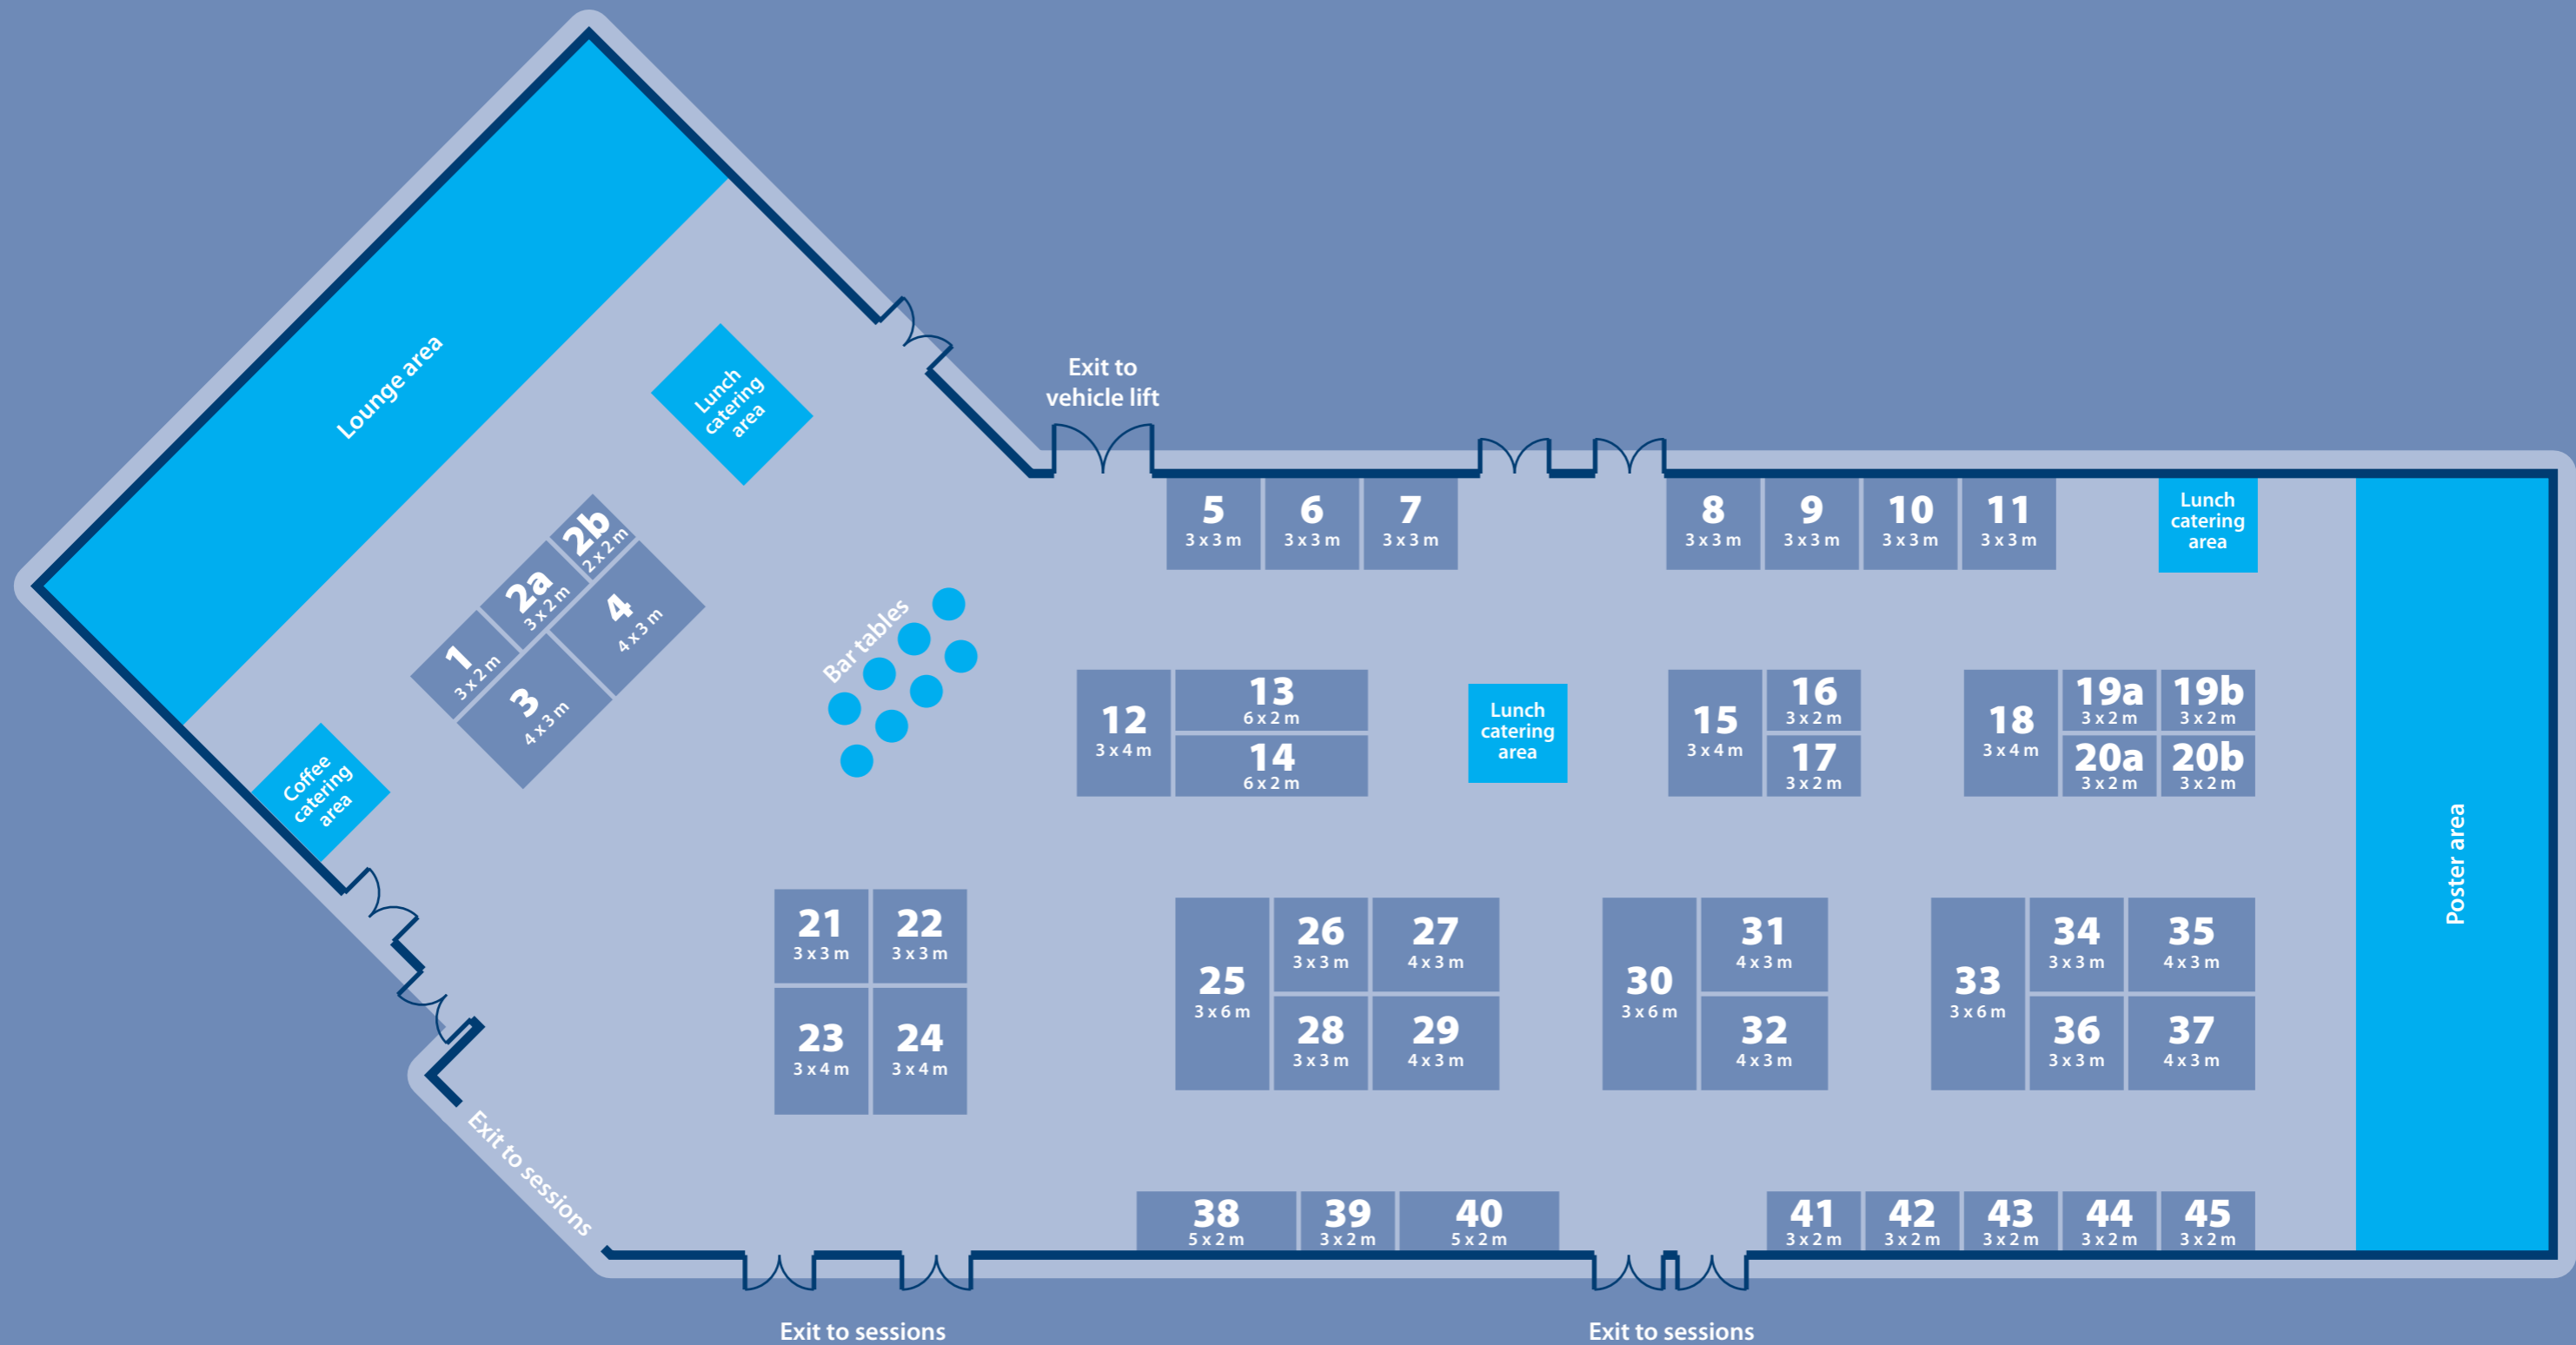 Lounge area
Lunch
catering
area
Exit to
vehicle lift
2b
2 x 2 m
2a
3 x 2 m
1
3 x 2 m
4
4 x 3 m
3
4 x 3 m
Coffee
catering
area
Bar tables
5
3 x 3 m
6
3 x 3 m
7
3 x 3 m
8
3 x 3 m
9
3 x 3 m
10
3 x 3 m
11
3 x 3 m
Lunch
catering
area
12
3 x 4 m
13
6 x 2 m
14
6 x 2 m
Lunch
catering
area
15
3 x 4 m
16
3 x 2 m
17
3 x 2 m
18
3 x 4 m
19a
3 x 2 m
19b
3 x 2 m
20a
3 x 2 m
20b
3 x 2 m
Poster area
21
3 x 3 m
22
3 x 3 m
23
3 x 4 m
24
3 x 4 m
25
3 x 6 m
26
3 x 3 m
27
4 x 3 m
28
3 x 3 m
29
4 x 3 m
30
3 x 6 m
31
4 x 3 m
32
4 x 3 m
33
3 x 6 m
34
3 x 3 m
35
4 x 3 m
36
3 x 3 m
37
4 x 3 m
Exit to sessions
38
5 x 2 m
39
3 x 2 m
40
5 x 2 m
41
3 x 2 m
42
3 x 2 m
43
3 x 2 m
44
3 x 2 m
45
3 x 2 m
Exit to sessions
Exit to sessions